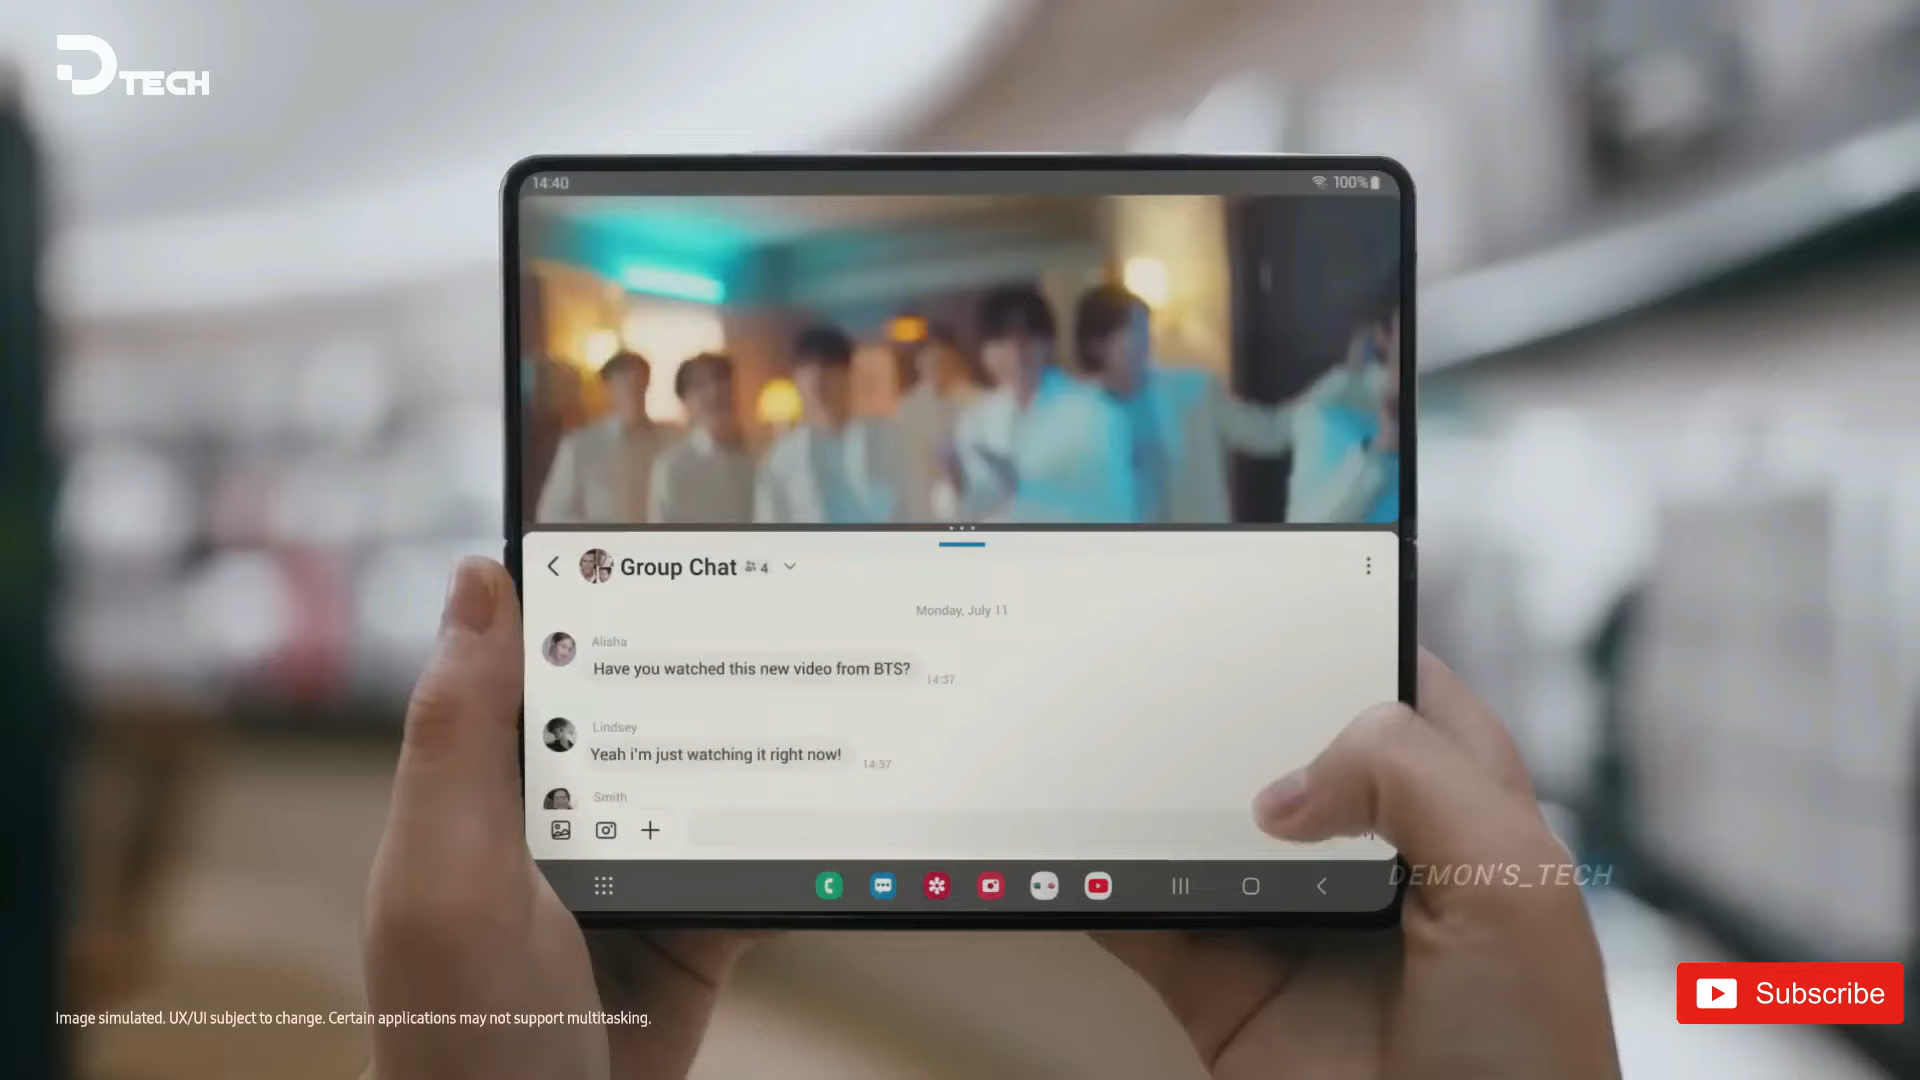 D TECH
14:40
100%
Group Chat 4
Monday, July 11
Alisha
Have you watched this new video from BTS?
14:37
Lindsey
Yeah i'm just watching it right now!
14:37
Smith
DEMON'S_TECH
Subscribe
Image simulated. UX/UI subject to change. Certain applications may not support multitasking.